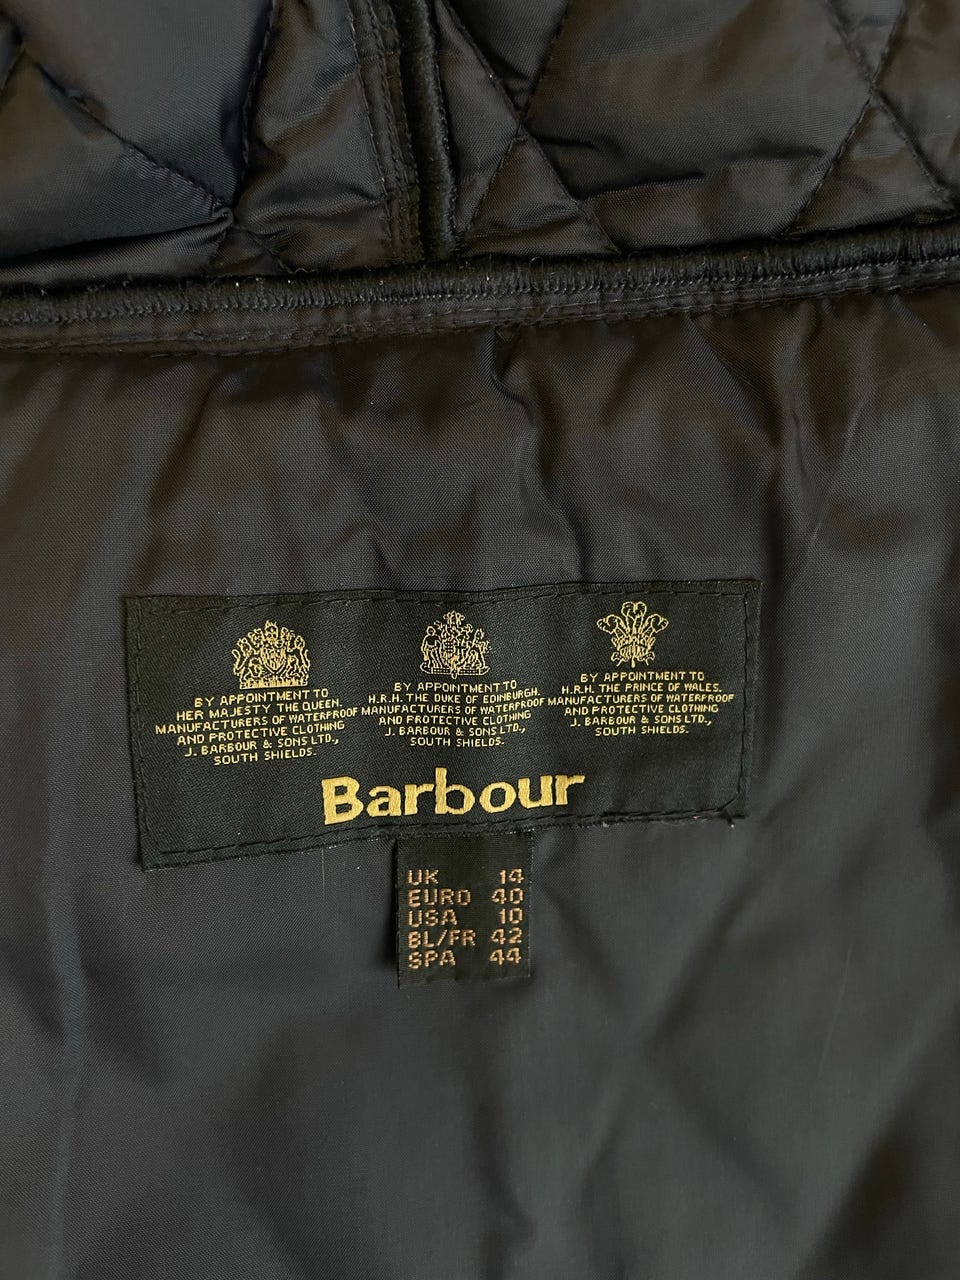 BY APPOINTMENT TO
HER MAJESTY THE QUEEN.
MANUFACTURERS OF WATERPROOF
AND PROTECTIVE CLOTHING
J. BARBOUR & SONS LTD.,
SOUTH SHIELDS.
BY APPOINTMENT TO
H.R.H. THE DUKE OF EDINBURGH.
MANUFACTURERS OF WATERPROOF
AND PROTECTIVE CLOTHING
J. BARBOUR & SONS LTD.,
SOUTH SHIELDS.
BY APPOINTMENT TO
H.R.H. THE PRINCE OF WALES.
MANUFACTURERS OF WATERPROOF
AND PROTECTIVE CLOTHING
J. BARBOUR & SONS LTD.,
SOUTH SHIELDS.
Barbour
UK 14
EURO 40
USA 10
BL/FR 42
SPA 44